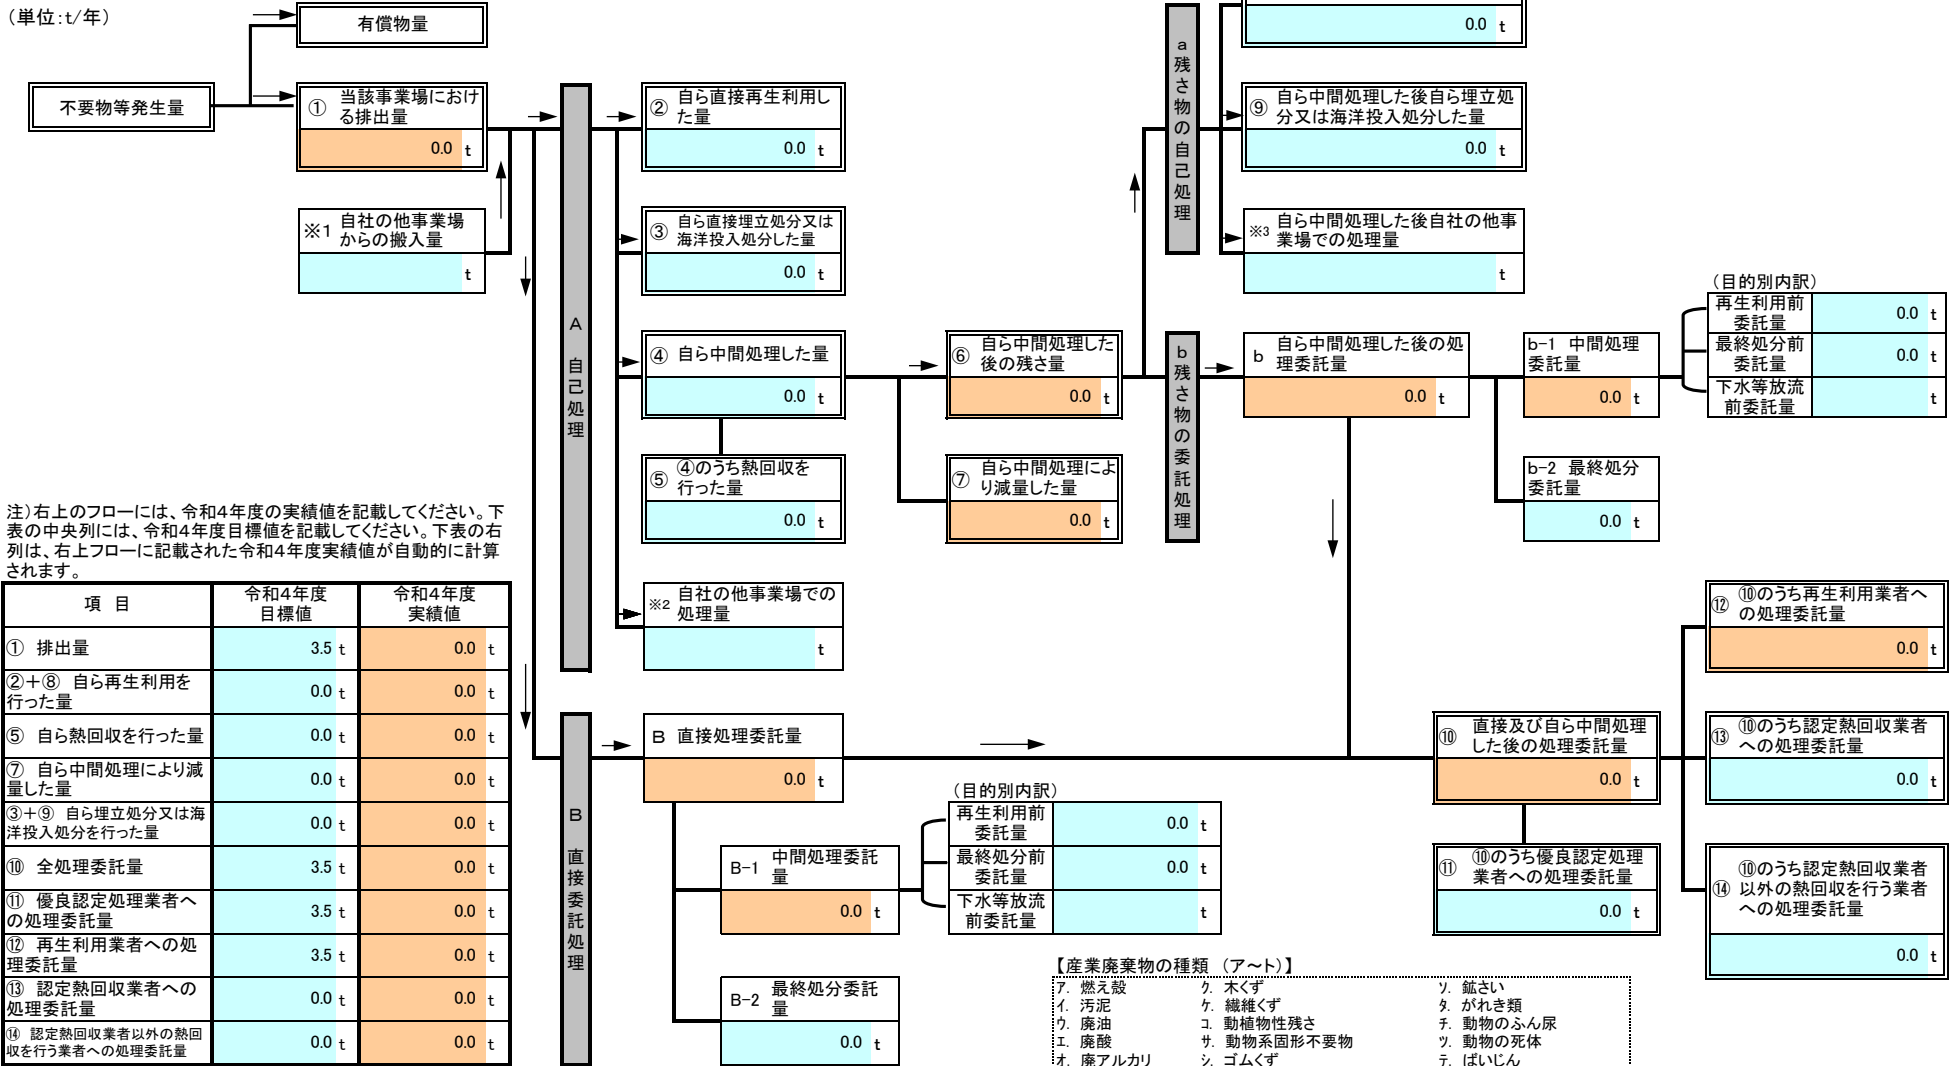 （単位：t/年）
有償物量
不要物等発生量
① 当該事業場におけ
る排出量
0.0 t
※1 自社の他事業場
からの搬入量
t
A 自己処理
② 自ら直接再生利用し
た量
0.0 t
③ 自ら直接埋立処分又は
海洋投入処分した量
0.0 t
④ 自ら中間処理した量
0.0 t
⑤ ④のうち熱回収を
行った量
0.0 t
※2 自社の他事業場での
処理量
t
⑥ 自ら中間処理した
後の残さ量
0.0 t
⑦ 自ら中間処理によ
り減量した量
0.0 t
a 残さ物の自己処理
0.0 t
⑨ 自ら中間処理した後自ら埋立処
分又は海洋投入処分した量
0.0 t
※3 自ら中間処理した後自社の他事
業場での処理量
t
b 残さ物の委託処理
b 自ら中間処理した後の処
理委託量
0.0 t
b-1 中間処理
委託量
0.0 t
b-2 最終処分
委託量
0.0 t
（目的別内訳）
再生利用前
委託量
0.0 t
最終処分前
委託量
0.0 t
下水等放流
前委託量
t
注）右上のフローには、令和4年度の実績値を記載してください。下
表の中央列には、令和4年度目標値を記載してください。下表の右
列は、右上フローに記載された令和4年度実績値が自動的に計算
されます。
項 目 令和4年度 目標値 令和4年度 実績値
① 排出量 3.5 t 0.0 t
②＋⑧ 自ら再生利用を
行った量 0.0 t 0.0 t
⑤ 自ら熱回収を行った量 0.0 t 0.0 t
⑦ 自ら中間処理により減
量した量 0.0 t 0.0 t
③＋⑨ 自ら埋立処分又は海
洋投入処分を行った量 0.0 t 0.0 t
⑩ 全処理委託量 3.5 t 0.0 t
⑪ 優良認定処理業者へ
の処理委託量 3.5 t 0.0 t
⑫ 再生利用業者への処
理委託量 3.5 t 0.0 t
⑬ 認定熱回収業者への
処理委託量 0.0 t 0.0 t
⑭ 認定熱回収業者以外の熱回
収を行う業者への処理委託量 0.0 t 0.0 t
B 直接委託処理
B 直接処理委託量
0.0 t
B-1 中間処理委託
量
0.0 t
B-2 最終処分委託
量
0.0 t
（目的別内訳）
再生利用前
委託量
0.0 t
最終処分前
委託量
0.0 t
下水等放流
前委託量
t
⑩ 直接及び自ら中間処理
した後の処理委託量
0.0 t
⑪ ⑩のうち優良認定処理
業者への処理委託量
0.0 t
⑫ ⑩のうち再生利用業者へ
の処理委託量
0.0 t
⑬ ⑩のうち認定熱回収業者
への処理委託量
0.0 t
⑭ ⑩のうち認定熱回収業者
以外の熱回収を行う業者
への処理委託量
0.0 t
【産業廃棄物の種類 （ア～ト）】
ア. 燃え殻 ク. 木くず ソ. 鉱さい
イ. 汚泥 ケ. 繊維くず タ. がれき類
ウ. 廃油 コ. 動植物性残さ チ. 動物のふん尿
エ. 廃酸 サ. 動物系固形不要物 ツ. 動物の死体
オ. 廃アルカリ シ. ゴムくず テ. ばいじん